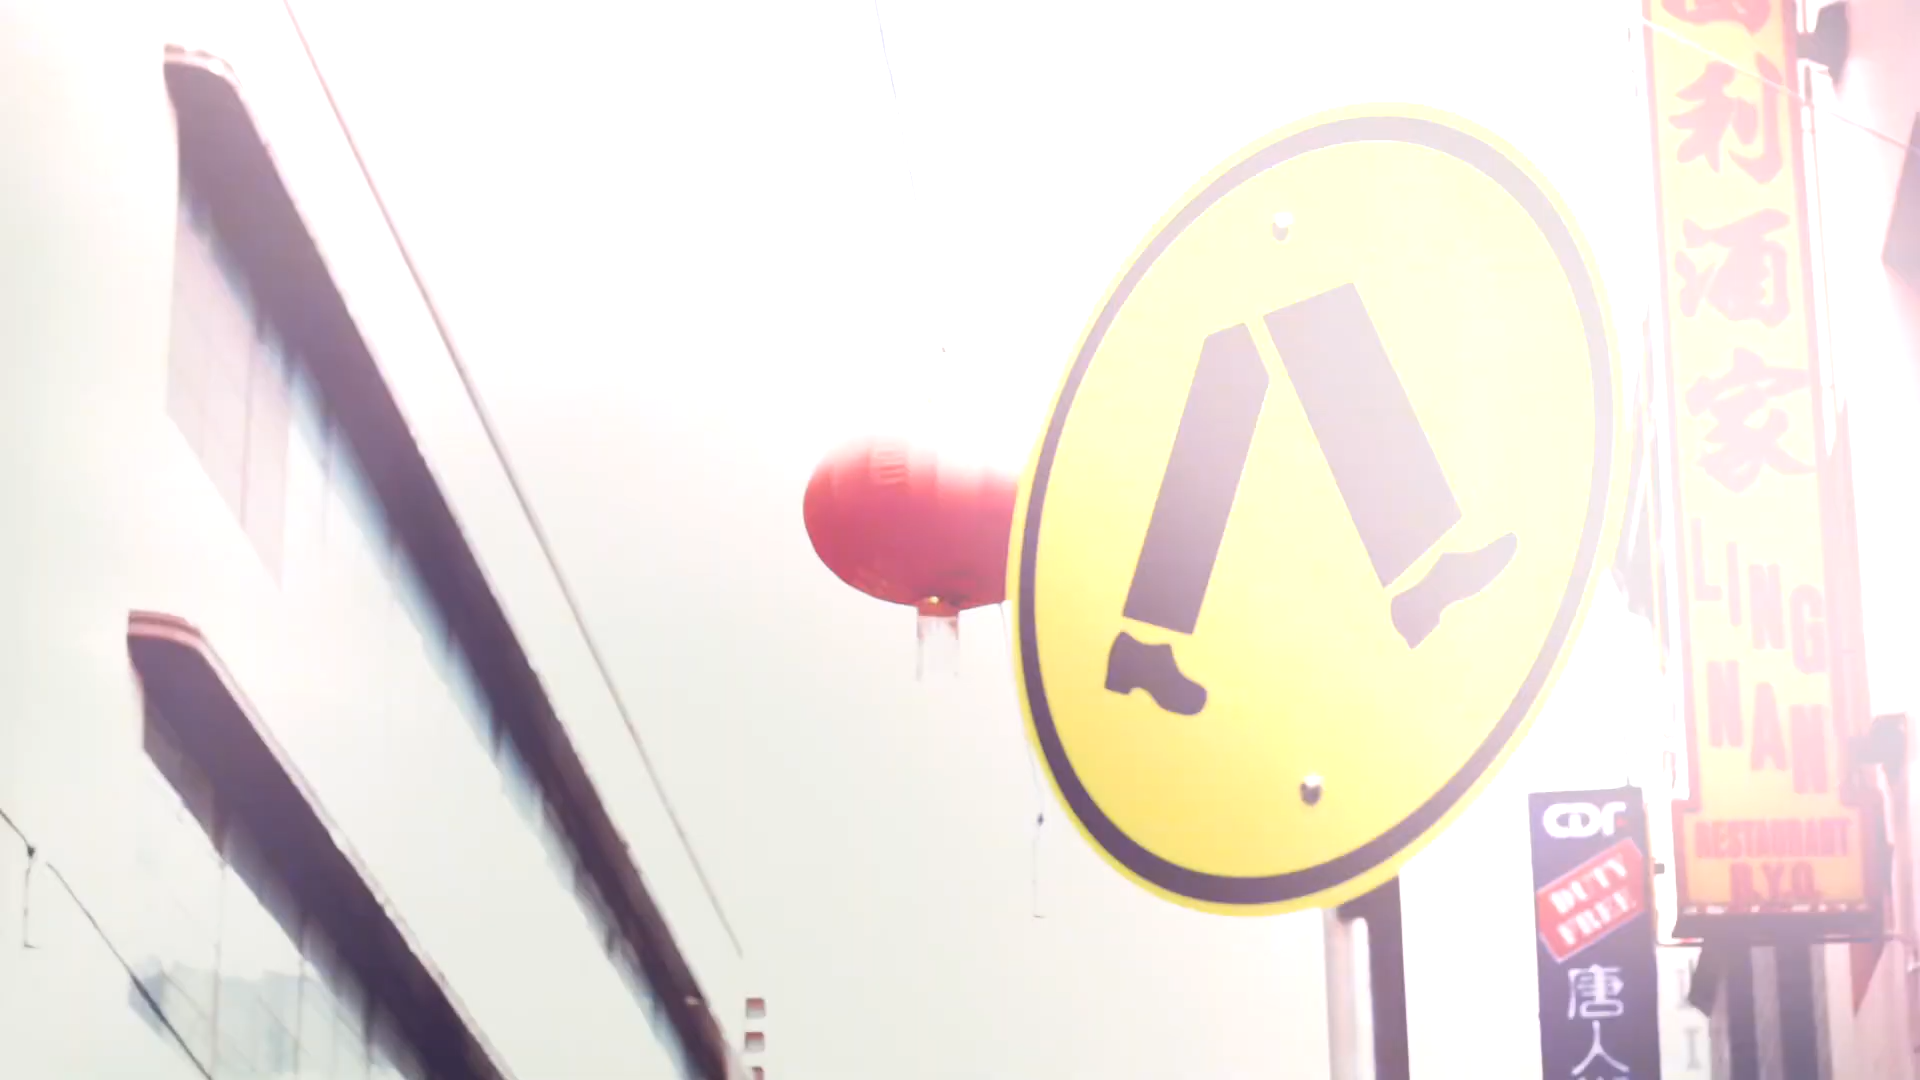 利酒家
LING
NAN
RESTAURANT
B.Y.O.
DUTY
FREE
唐人